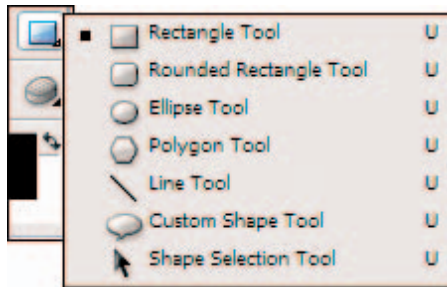 Rectangle Tool U
Rounded Rectangle Tool U
Ellipse Tool U
Polygon Tool U
Line Tool U
Custom Shape Tool U
Shape Selection Tool U